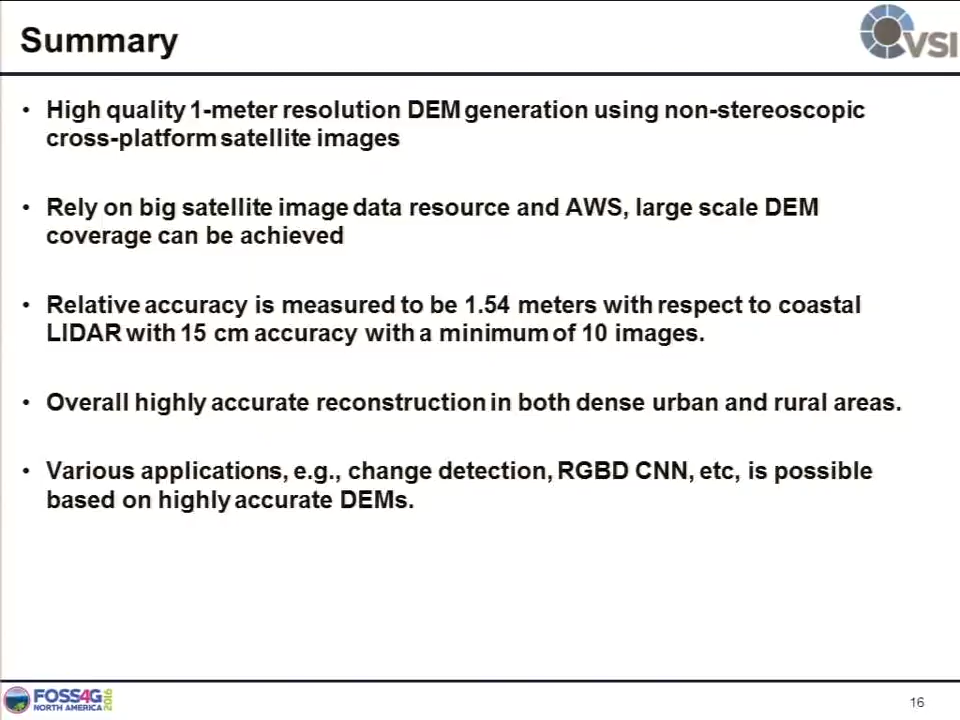 Summary
VSI
• High quality 1-meter resolution DEM generation using non-stereoscopic
cross-platform satellite images
• Rely on big satellite image data resource and AWS, large scale DEM
coverage can be achieved
• Relative accuracy is measured to be 1.54 meters with respect to coastal
LIDAR with 15 cm accuracy with a minimum of 10 images.
• Overall highly accurate reconstruction in both dense urban and rural areas.
• Various applications, e.g., change detection, RGBD CNN, etc, is possible
based on highly accurate DEMs.
FOSS4G
NORTH AMERICA
2016
16